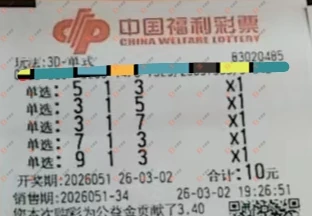 中国福利彩票
CHINA WELFARE LOTTERY
玩法:3D-单式
83020485
单选: 5 1 3 x1
单选: 3 1 5 x1
单选: 3 1 7 x1
单选: 7 1 3 x1
单选: 9 1 3 x1
合计:10元
开奖期:2026051 26-03-02
销售期:2026051-34 26-03-02 19:26:51
您本次购彩为公益金贡献了3.40